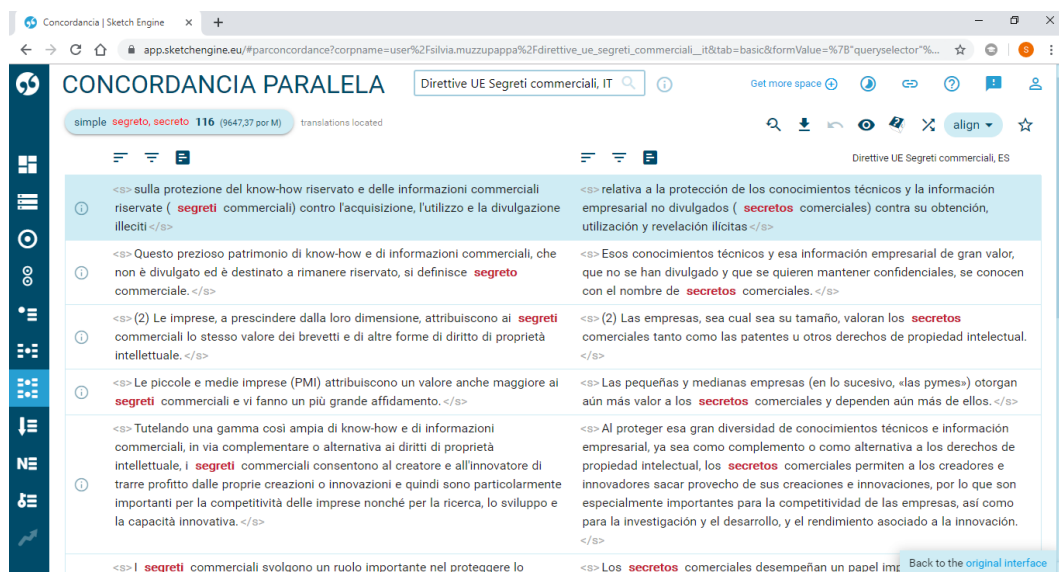 Concordancia | Sketch Engine
app.sketchengine.eu/#parconcordance?corpname=user%2Fsilvia.muzzupappa%2Fdirettive_ue_segreti_commerciali__it&tab=basic&formValue=%7B"queryselector"%...
S
CONCORDANCIA PARALELA
Direttive UE Segreti commerciali, IT
Get more space
simple segreto, secreto 116 (9647,37 por M)
translations located
align
Direttive UE Segreti commerciali, ES
<s> sulla protezione del know-how riservato e delle informazioni commerciali
riservate ( segreti commerciali) contro l'acquisizione, l'utilizzo e la divulgazione
illeciti </s>
<s> relativa a la protección de los conocimientos técnicos y la información
empresarial no divulgados ( secretos comerciales) contra su obtención,
utilización y revelación ilícitas </s>
<s> Questo prezioso patrimonio di know-how e di informazioni commerciali, che
non è divulgato ed è destinato a rimanere riservato, si definisce segreto
commerciale. </s>
<s> Esos conocimientos técnicos y esa información empresarial de gran valor,
que no se han divulgado y que se quieren mantener confidenciales, se conocen
con el nombre de secretos comerciales. </s>
<s> (2) Le imprese, a prescindere dalla loro dimensione, attribuiscono ai segreti
commerciali lo stesso valore dei brevetti e di altre forme di diritto di proprietà
intellettuale. </s>
<s> (2) Las empresas, sea cual sea su tamaño, valoran los secretos
comerciales tanto como las patentes u otros derechos de propiedad intelectual.
</s>
<s> Le piccole e medie imprese (PMI) attribuiscono un valore anche maggiore ai
segreti commerciali e vi fanno un più grande affidamento. </s>
<s> Las pequeñas y medianas empresas (en lo sucesivo, «las pymes») otorgan
aún más valor a los secretos comerciales y dependen aún más de ellos. </s>
<s> Tutelando una gamma così ampia di know-how e di informazioni
commerciali, in via complementare o alternativa ai diritti di proprietà
intellettuale, i segreti commerciali consentono al creatore e all'innovatore di
trarre profitto dalle proprie creazioni o innovazioni e quindi sono particolarmente
importanti per la competitività delle imprese nonché per la ricerca, lo sviluppo e
la capacità innovativa. </s>
<s> Al proteger esa gran diversidad de conocimientos técnicos e información
empresarial, ya sea como complemento o como alternativa a los derechos de
propiedad intelectual, los secretos comerciales permiten a los creadores e
innovadores sacar provecho de sus creaciones e innovaciones, por lo que son
especialmente importantes para la competitividad de las empresas, así como
para la investigación y el desarrollo, y el rendimiento asociado a la innovación.
</s>
<s> I segreti commerciali svolgono un ruolo importante nel proteggere lo
<s> Los secretos comerciales desempeñan un papel
Back to the original interface